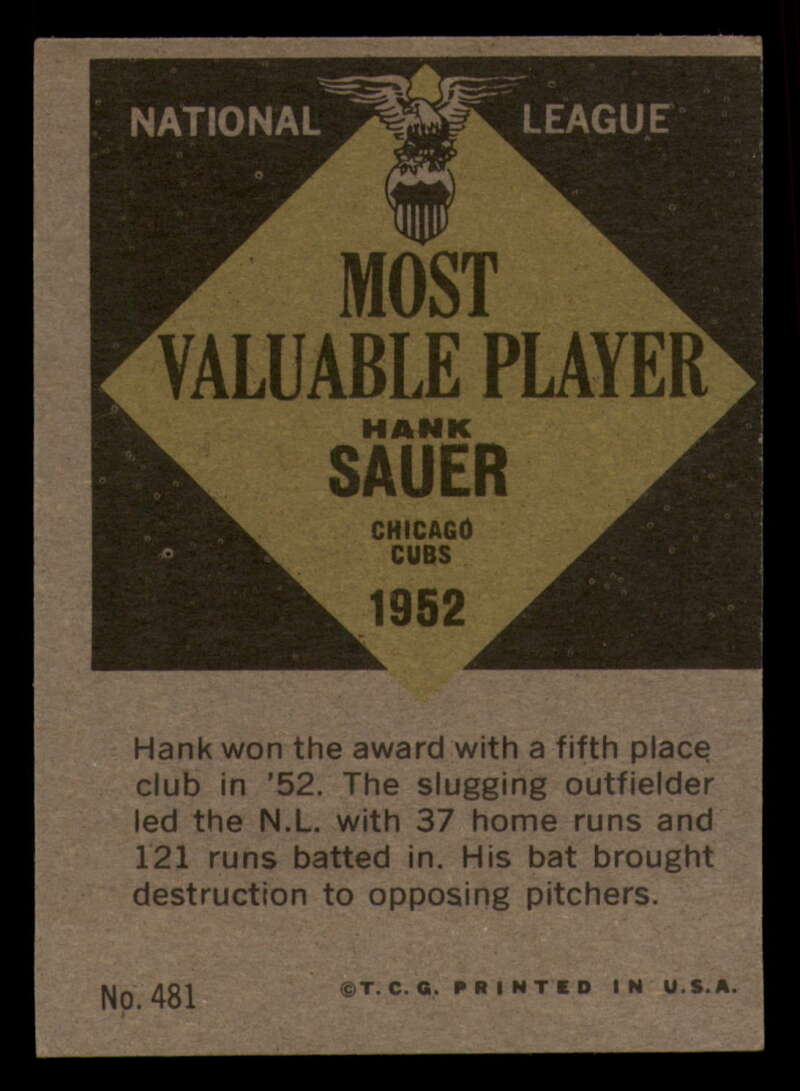 NATIONAL LEAGUE
MOST
VALUABLE PLAYER
HANK
SAUER
CHICAGO
CUBS
1952
Hank won the award with a fifth place
club in '52. The slugging outfielder
led the N.L. with 37 home runs and
121 runs batted in. His bat brought
destruction to opposing pitchers.
No. 481 ©T.C.G. PRINTED IN U.S.A.